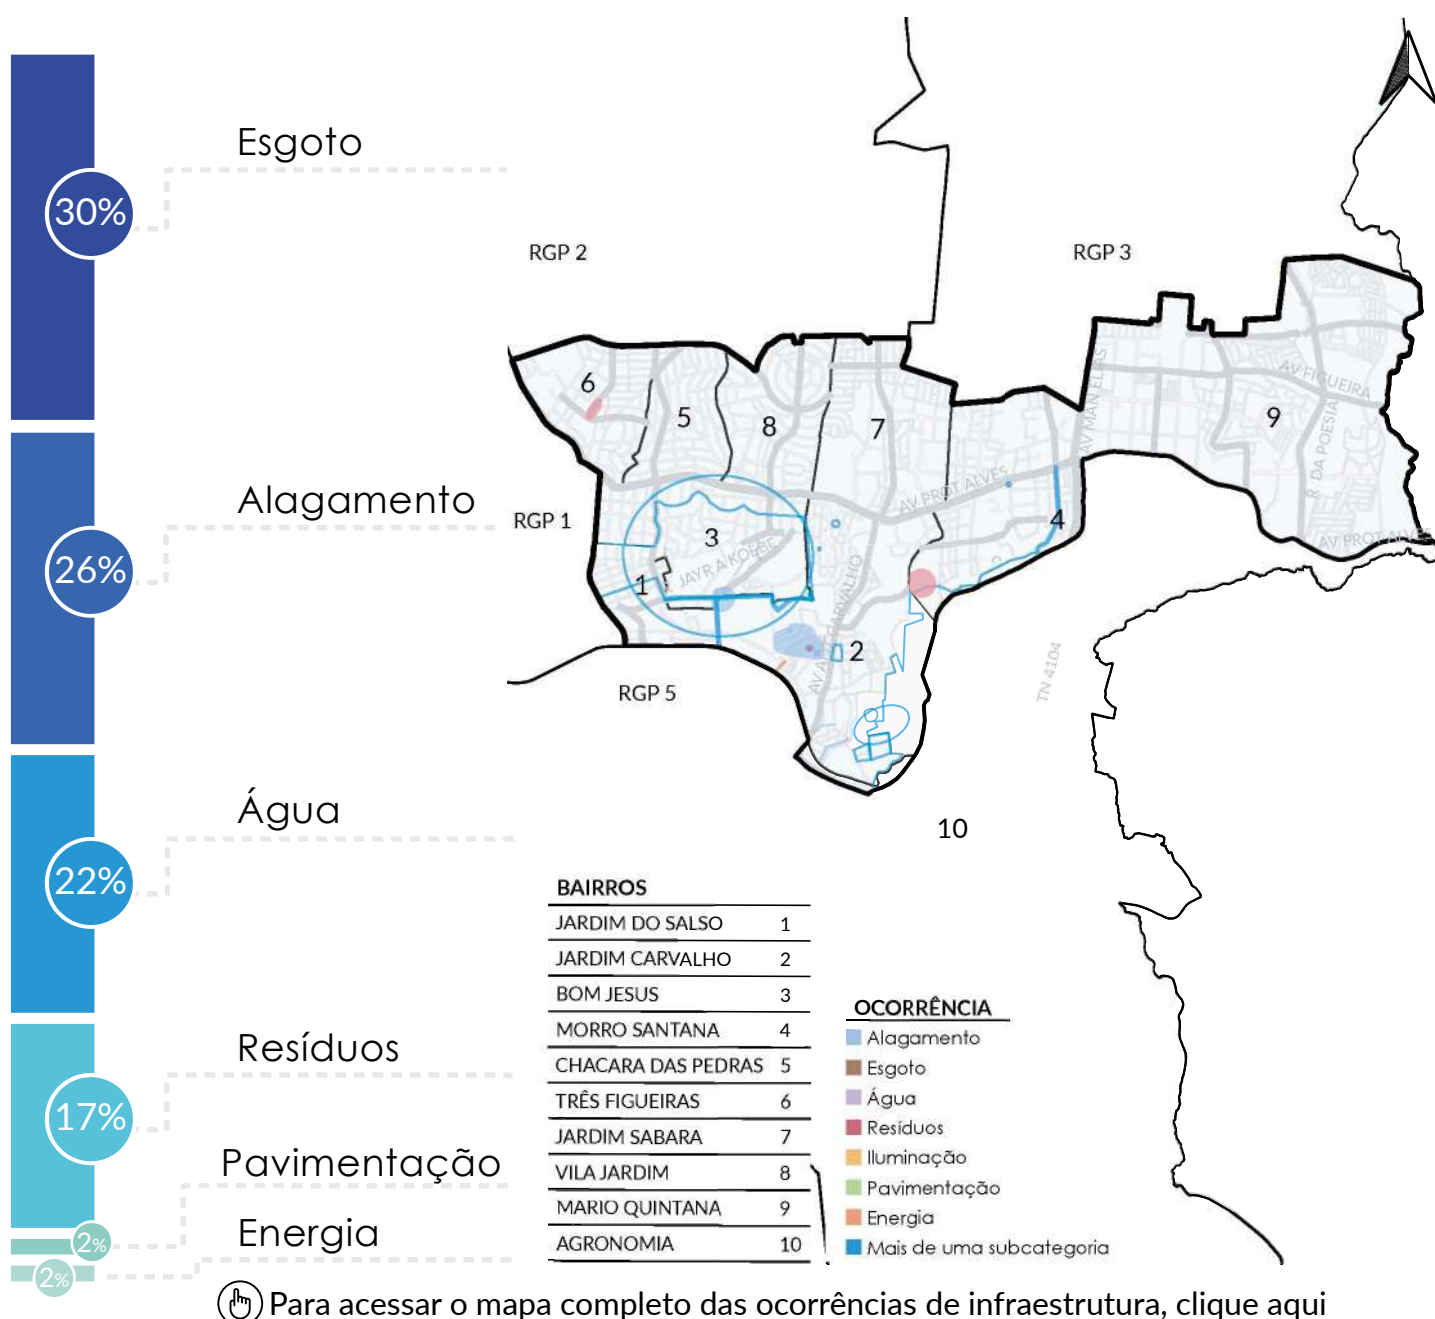 Esgoto
30%
Alagamento
26%
Água
22%
Resíduos
17%
Pavimentação
2%
Energia
2%
RGP 2
RGP 3
RGP 1
RGP 5
6
5
8
7
9
3
4
1
2
10
AV MAN ELIAS
AV FIGUEIRA
R. DA POESIA
AV PROT ALVES
AV PROT ALVES
TN 4104
BAIRROS
JARDIM DO SALSO 1
JARDIM CARVALHO 2
BOM JESUS 3
MORRO SANTANA 4
CHACARA DAS PEDRAS 5
TRÊS FIGUEIRAS 6
JARDIM SABARA 7
VILA JARDIM 8
MARIO QUINTANA 9
AGRONOMIA 10
OCORRÊNCIA
Alagamento
Esgoto
Água
Resíduos
Iluminação
Pavimentação
Energia
Mais de uma subcategoria
Para acessar o mapa completo das ocorrências de infraestrutura, clique aqui